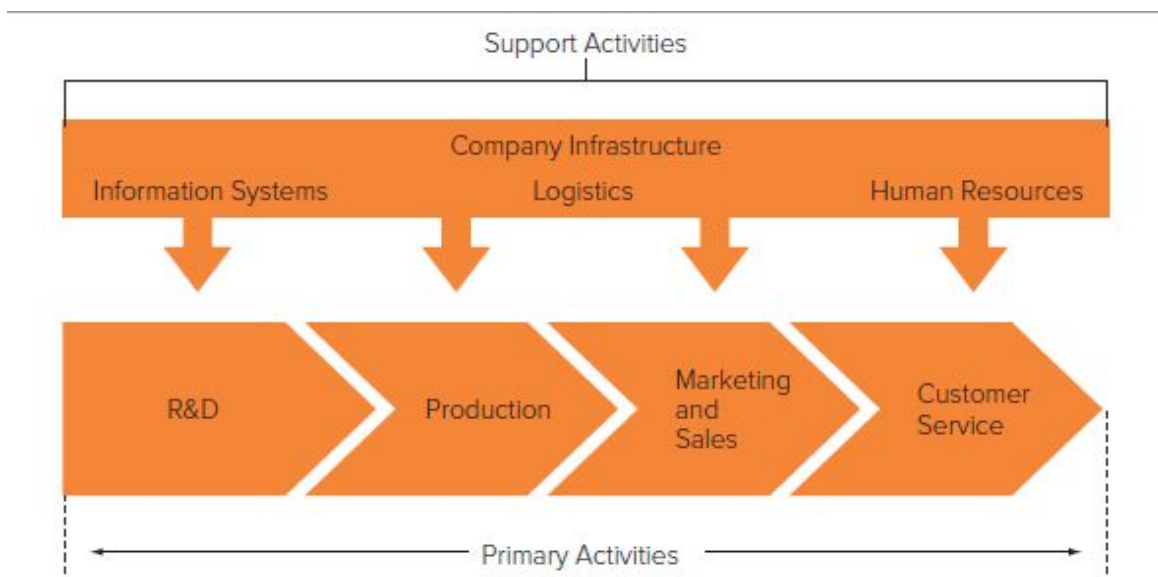 Support Activities
Company Infrastructure
Information Systems
Logistics
Human Resources
R&D
Production
Marketing
and
Sales
Customer
Service
Primary Activities